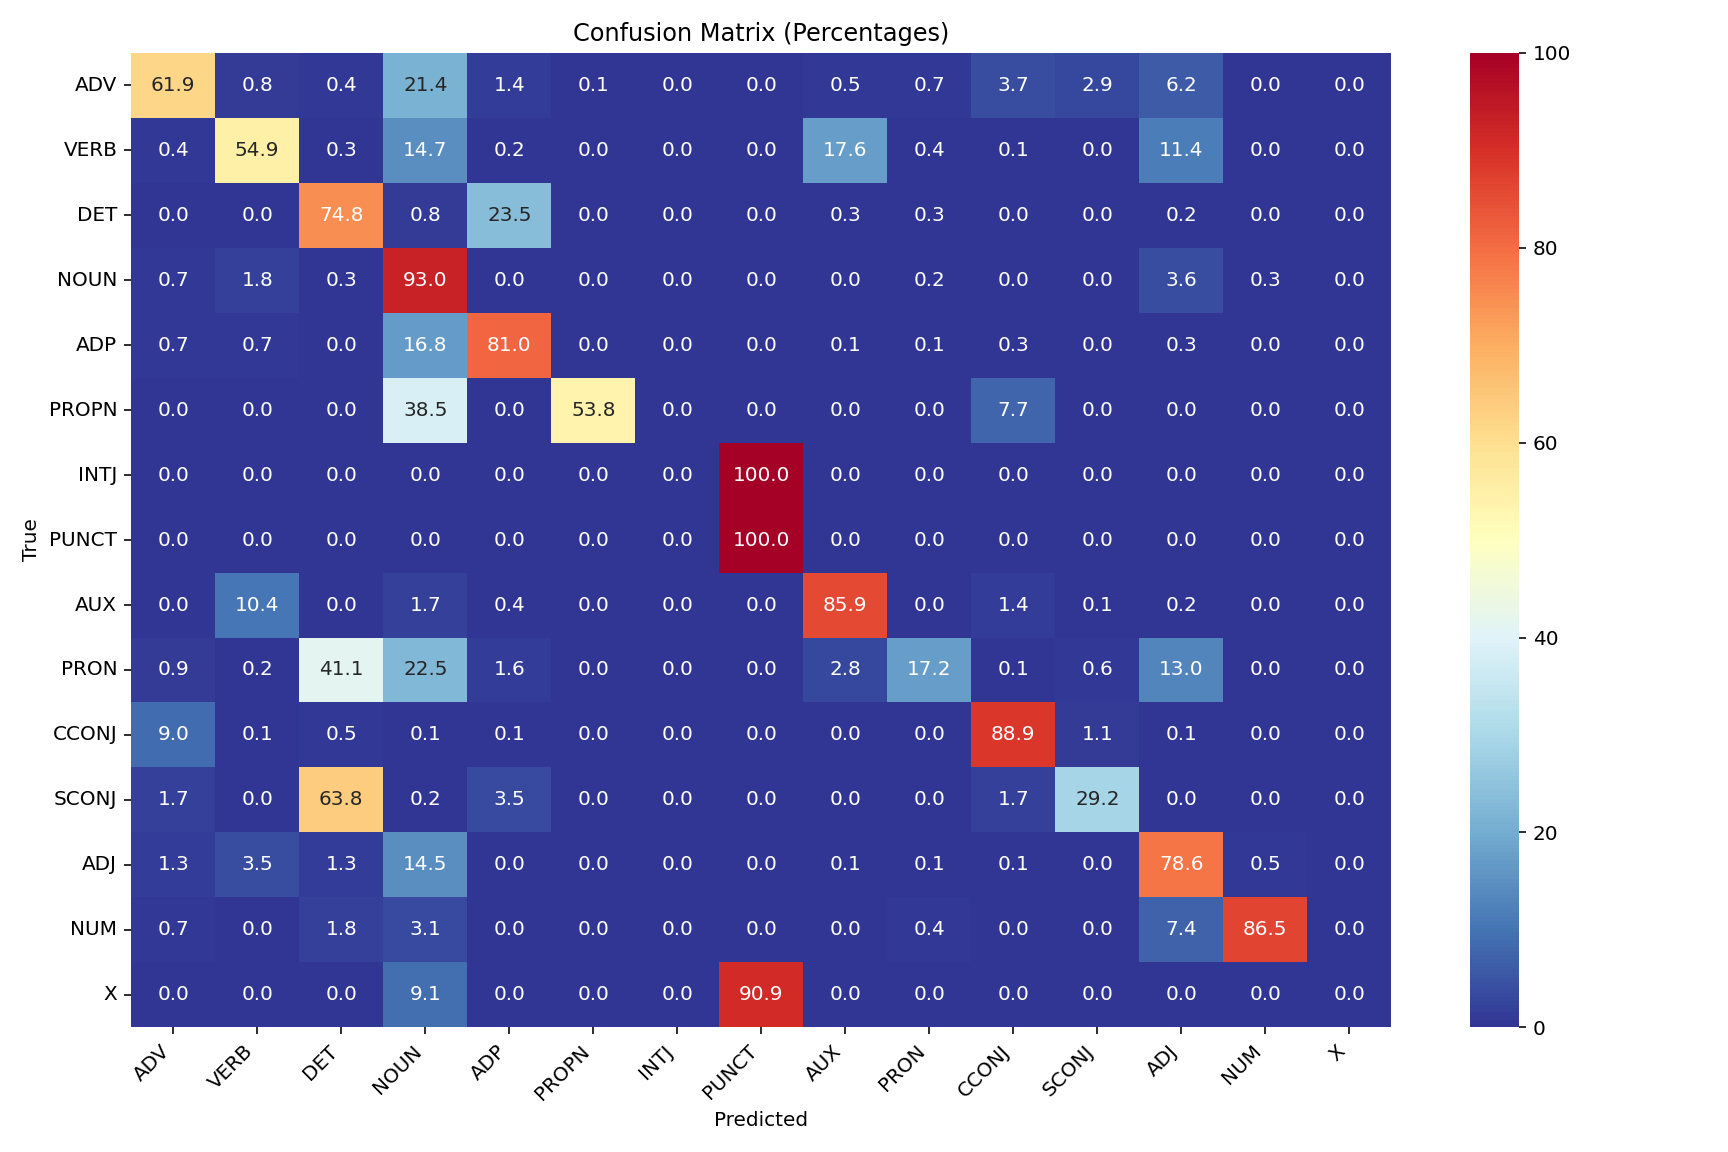 Confusion Matrix (Percentages)
ADV 61.9 0.8 0.4 21.4 1.4 0.1 0.0 0.0 0.5 0.7 3.7 2.9 6.2 0.0 0.0
VERB 0.4 54.9 0.3 14.7 0.2 0.0 0.0 0.0 17.6 0.4 0.1 0.0 11.4 0.0 0.0
DET 0.0 0.0 74.8 0.8 23.5 0.0 0.0 0.0 0.3 0.3 0.0 0.0 0.2 0.0 0.0
NOUN 0.7 1.8 0.3 93.0 0.0 0.0 0.0 0.0 0.0 0.2 0.0 0.0 3.6 0.3 0.0
ADP 0.7 0.7 0.0 16.8 81.0 0.0 0.0 0.0 0.1 0.1 0.3 0.0 0.3 0.0 0.0
PROPN 0.0 0.0 0.0 38.5 0.0 53.8 0.0 0.0 0.0 0.0 7.7 0.0 0.0 0.0 0.0
INTJ 0.0 0.0 0.0 0.0 0.0 0.0 0.0 100.0 0.0 0.0 0.0 0.0 0.0 0.0 0.0
PUNCT 0.0 0.0 0.0 0.0 0.0 0.0 0.0 100.0 0.0 0.0 0.0 0.0 0.0 0.0 0.0
AUX 0.0 10.4 0.0 1.7 0.4 0.0 0.0 0.0 85.9 0.0 1.4 0.1 0.2 0.0 0.0
PRON 0.9 0.2 41.1 22.5 1.6 0.0 0.0 0.0 2.8 17.2 0.1 0.6 13.0 0.0 0.0
CCONJ 9.0 0.1 0.5 0.1 0.1 0.0 0.0 0.0 0.0 0.0 88.9 1.1 0.1 0.0 0.0
SCONJ 1.7 0.0 63.8 0.2 3.5 0.0 0.0 0.0 0.0 0.0 1.7 29.2 0.0 0.0 0.0
ADJ 1.3 3.5 1.3 14.5 0.0 0.0 0.0 0.0 0.1 0.1 0.1 0.0 78.6 0.5 0.0
NUM 0.7 0.0 1.8 3.1 0.0 0.0 0.0 0.0 0.0 0.4 0.0 0.0 7.4 86.5 0.0
X 0.0 0.0 0.0 9.1 0.0 0.0 0.0 90.9 0.0 0.0 0.0 0.0 0.0 0.0 0.0
ADV VERB DET NOUN ADP PROPN INTJ PUNCT AUX PRON CCONJ SCONJ ADJ NUM X
Predicted
True
100
80
60
40
20
0